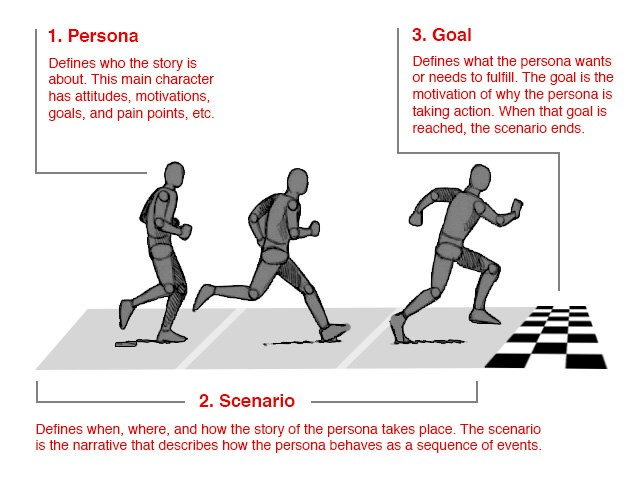 1. Persona
Defines who the story is
about. This main character
has attitudes, motivations,
goals, and pain points, etc.
3. Goal
Defines what the persona wants
or needs to fulfill. The goal is the
motivation of why the persona is
taking action. When that goal is
reached, the scenario ends.
2. Scenario
Defines when, where, and how the story of the persona takes place. The scenario
is the narrative that describes how the persona behaves as a sequence of events.